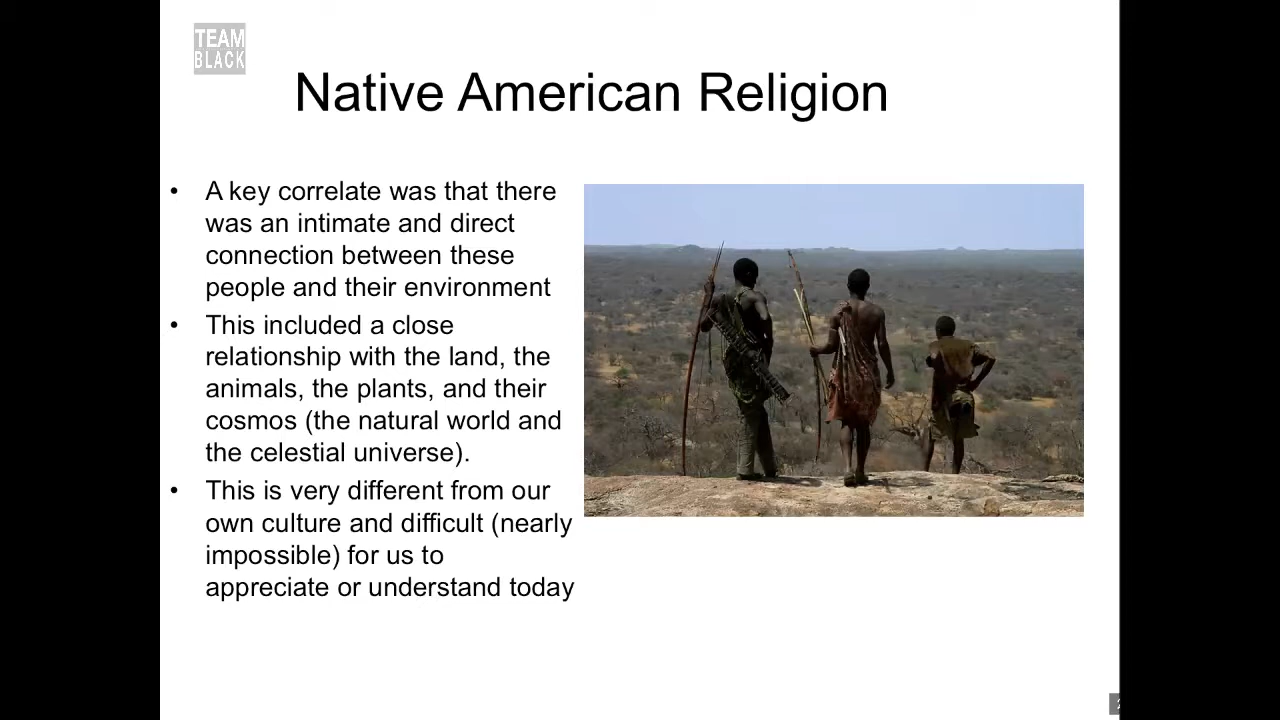 TEAM
BLACK
Native American Religion
• A key correlate was that there
was an intimate and direct
connection between these
people and their environment
• This included a close
relationship with the land, the
animals, the plants, and their
cosmos (the natural world and
the celestial universe).
• This is very different from our
own culture and difficult (nearly
impossible) for us to
appreciate or understand today